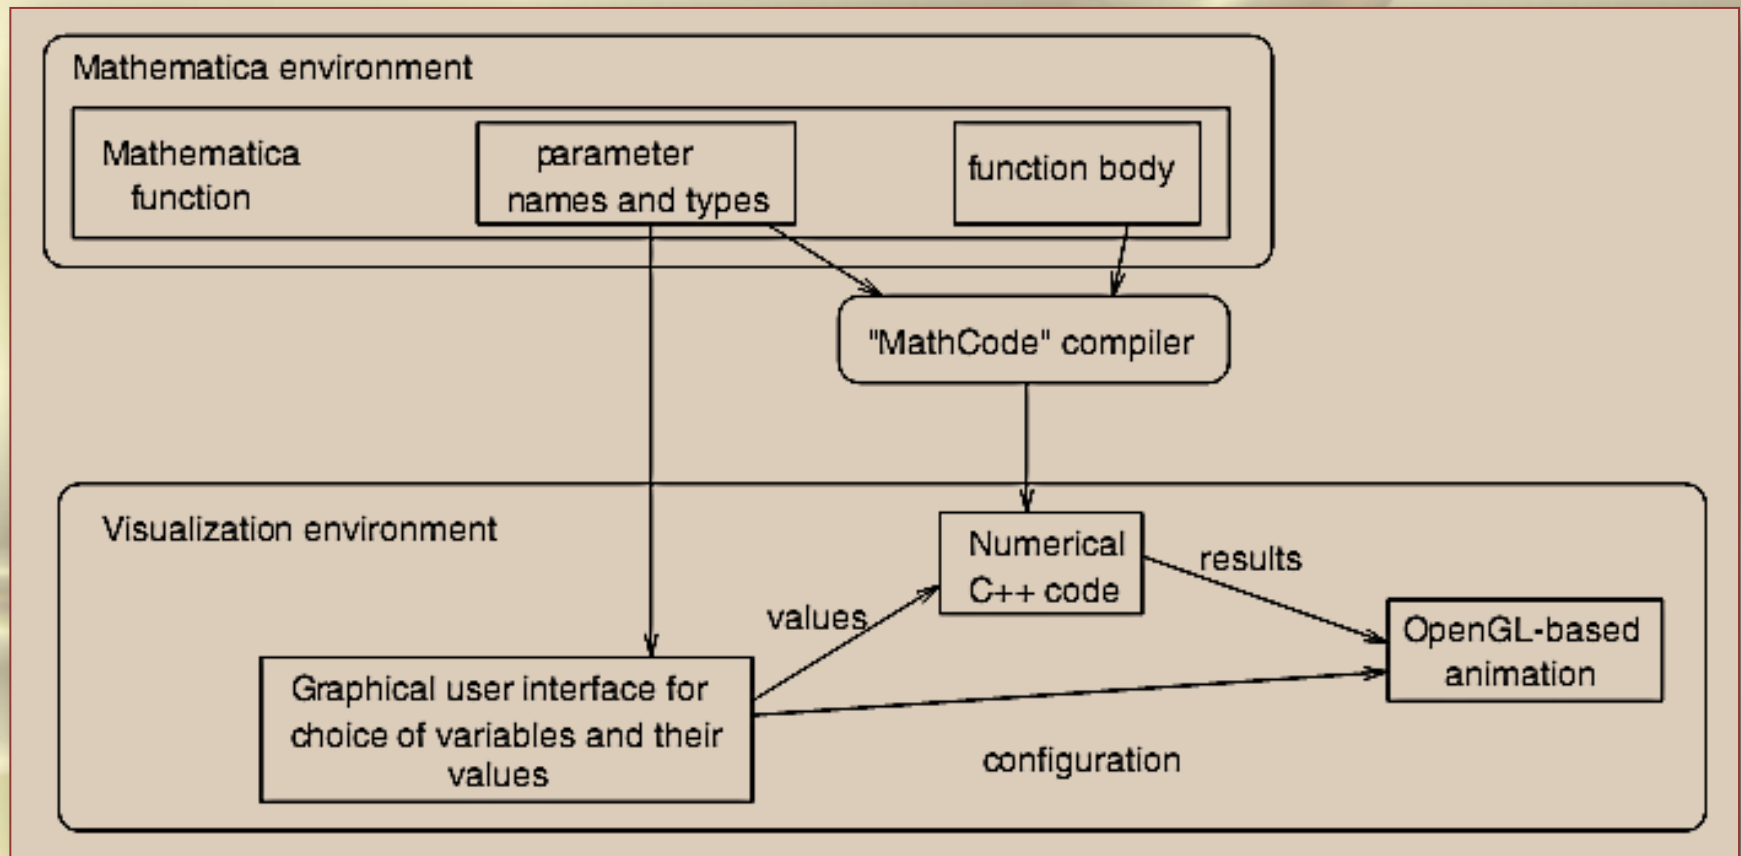 Mathematica environment
Mathematica
function
parameter
names and types
function body
"MathCode" compiler
Visualization environment
Numerical
C++ code
results
values
OpenGL-based
animation
Graphical user interface for
choice of variables and their
values
configuration